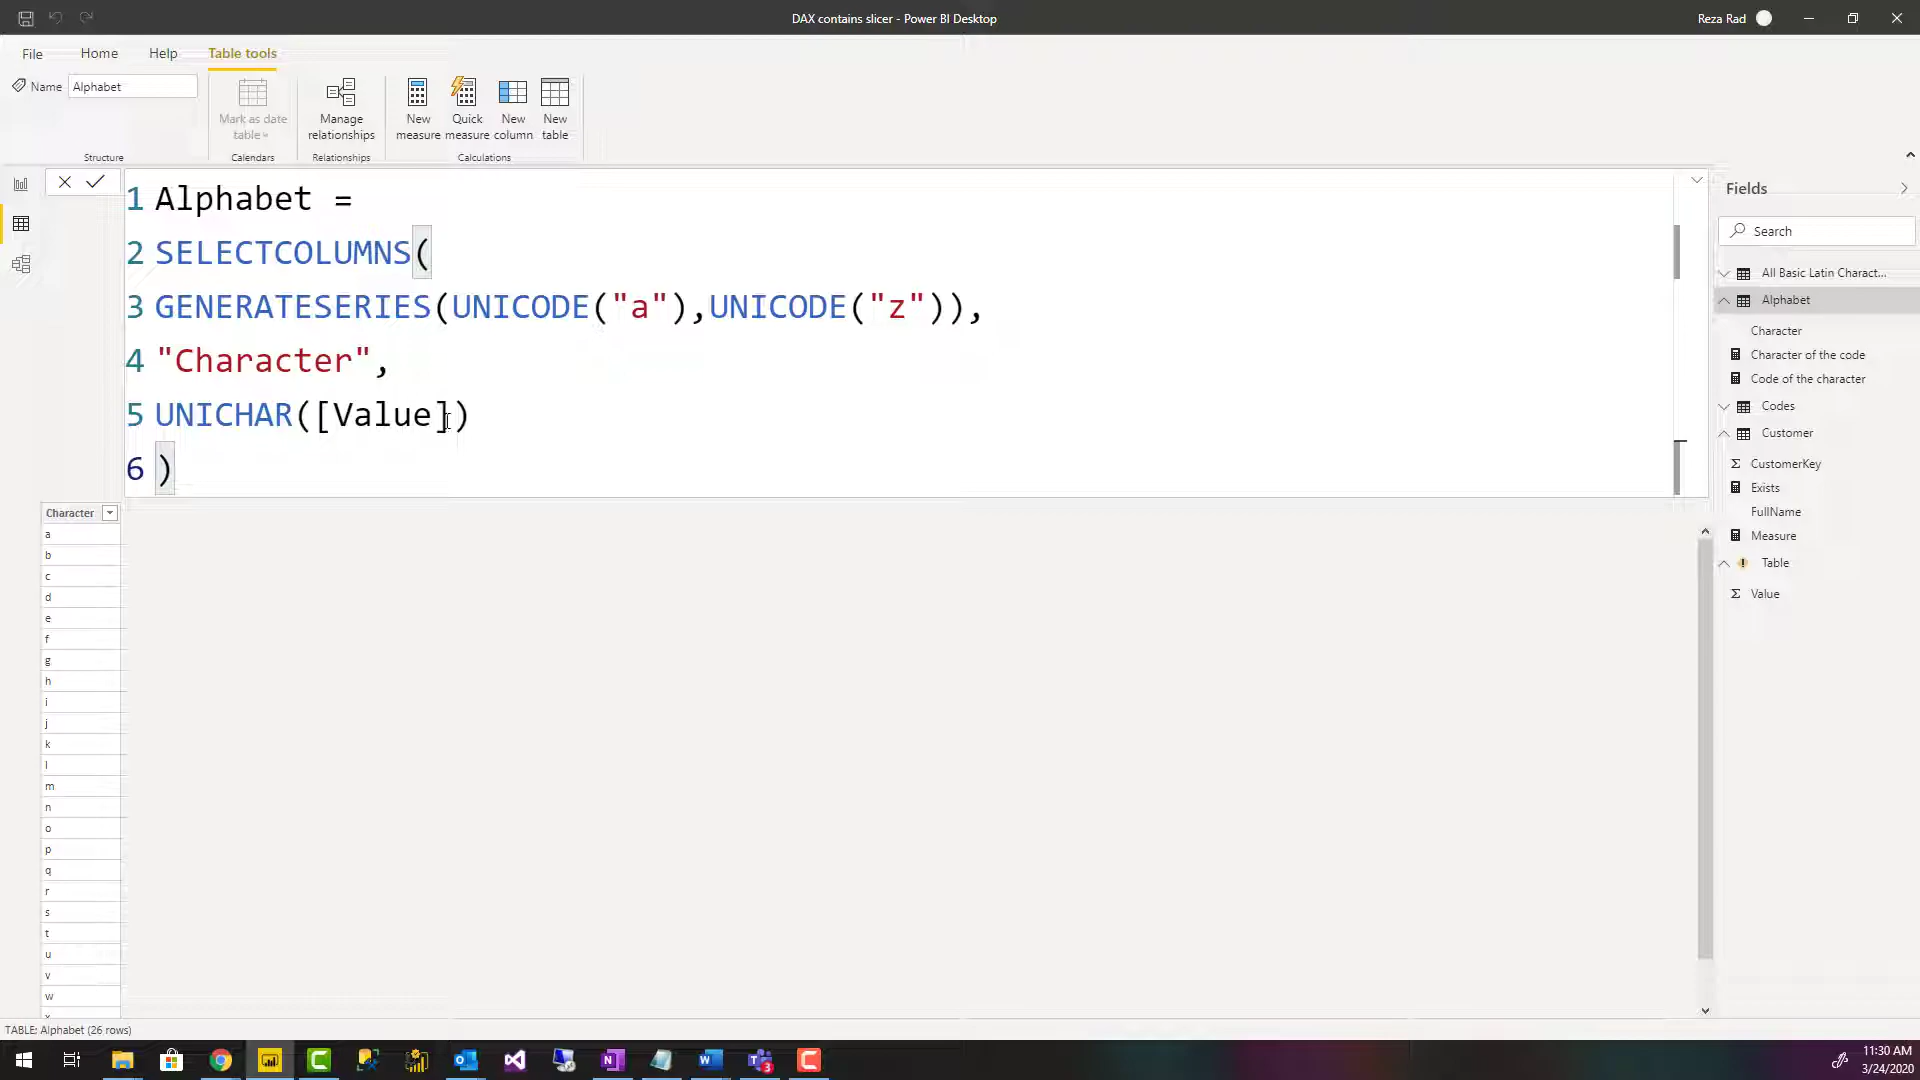 DAX contains slicer - Power BI Desktop
Reza Rad
File Home Help Table tools
Name Alphabet
Mark as date table
Manage relationships
New measure
Quick measure
New column
New table
Structure
Calendars
Relationships
Calculations
1 Alphabet =
2 SELECTCOLUMNS(
3 GENERATESERIES(UNICODE("a"),UNICODE("z")),
4 "Character",
5 UNICHAR([Value])
6 )
Fields
Search
All Basic Latin Charact...
Alphabet
Character
Character of the code
Code of the character
Codes
Customer
Σ CustomerKey
Exists
FullName
Measure
Table
Σ Value
Character
a
b
c
d
e
f
g
h
i
j
k
l
m
n
o
p
q
r
s
t
u
v
w
TABLE: Alphabet (26 rows)
11:30 AM
3/24/2020